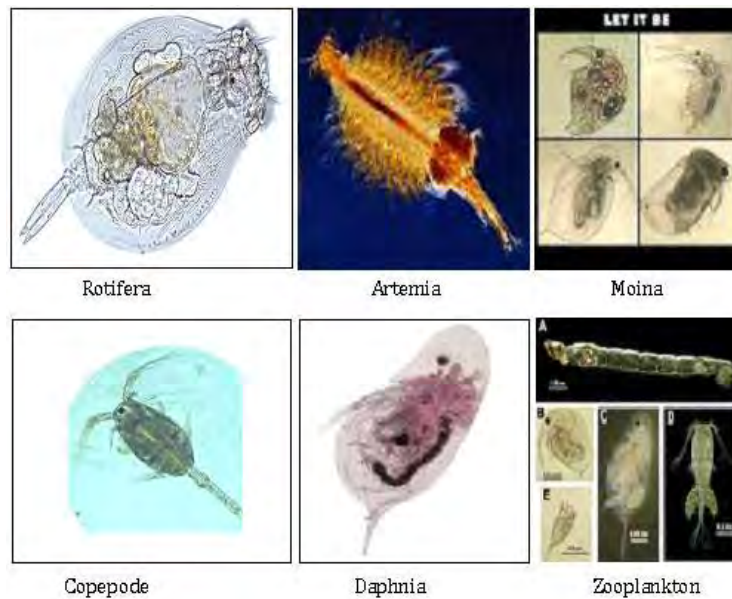 LET IT BE
Rotifera
Artemia
Moina
A
B
C
D
E
Copepode
Daphnia
Zooplankton